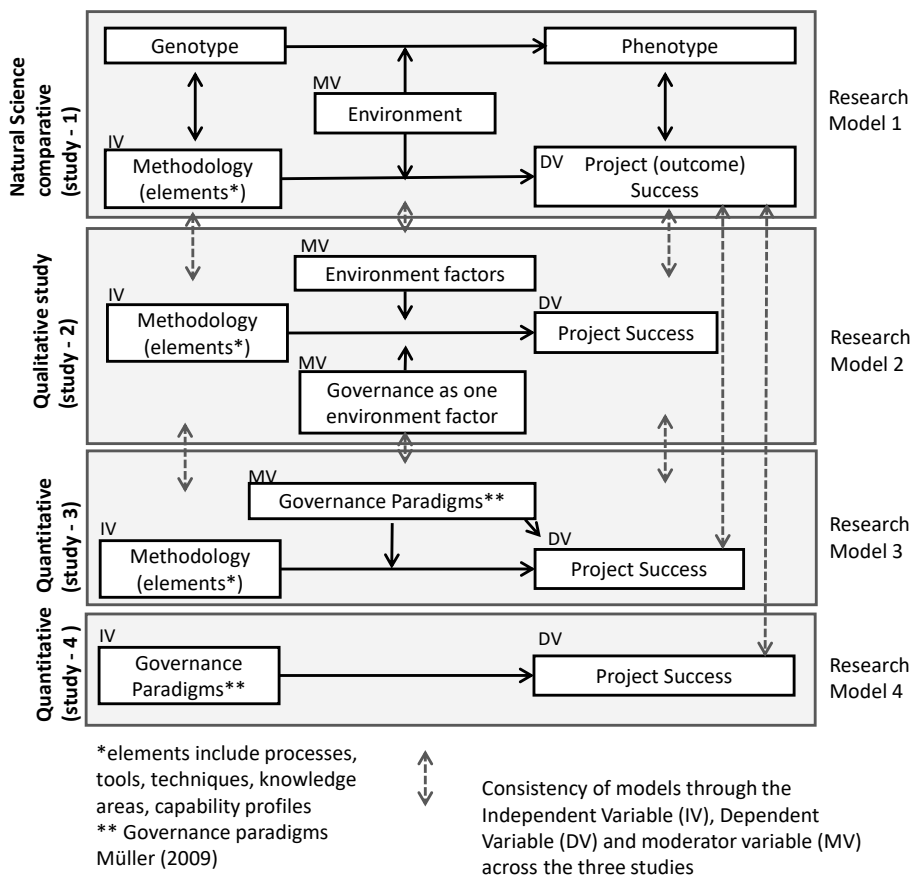 Natural Science
comparative
(study - 1)
Genotype
Phenotype
MV
Environment
IV
Methodology
(elements*)
DV
Project (outcome)
Success
Research
Model 1
Qualitative study
(study - 2)
MV
Environment factors
IV
Methodology
(elements*)
DV
Project Success
MV
Governance as one
environment factor
Research
Model 2
Quantitative
(study - 3)
MV
Governance Paradigms**
IV
Methodology
(elements*)
DV
Project Success
Research
Model 3
Quantitative
(study - 4)
IV
Governance
Paradigms**
DV
Project Success
Research
Model 4
*elements include processes,
tools, techniques, knowledge
areas, capability profiles
** Governance paradigms
Müller (2009)
Consistency of models through the
Independent Variable (IV), Dependent
Variable (DV) and moderator variable (MV)
across the three studies